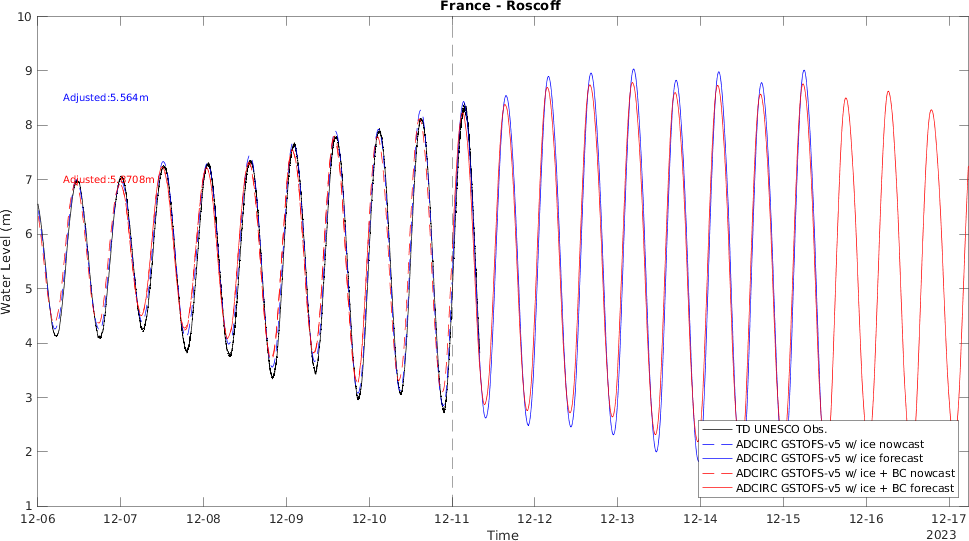 France - Roscoff
Water Level (m)
10
9
8
7
6
5
4
3
2
1
Adjusted:5.564m
TD UNESCO Obs.
ADCIRC GSTOFS-v5 w/ ice nowcast
ADCIRC GSTOFS-v5 w/ ice forecast
ADCIRC GSTOFS-v5 w/ ice + BC nowcast
ADCIRC GSTOFS-v5 w/ ice + BC forecast
12-06 12-07 12-08 12-09 12-10 12-11 12-12 12-13 12-14 12-15 12-16 12-17
Time
2023